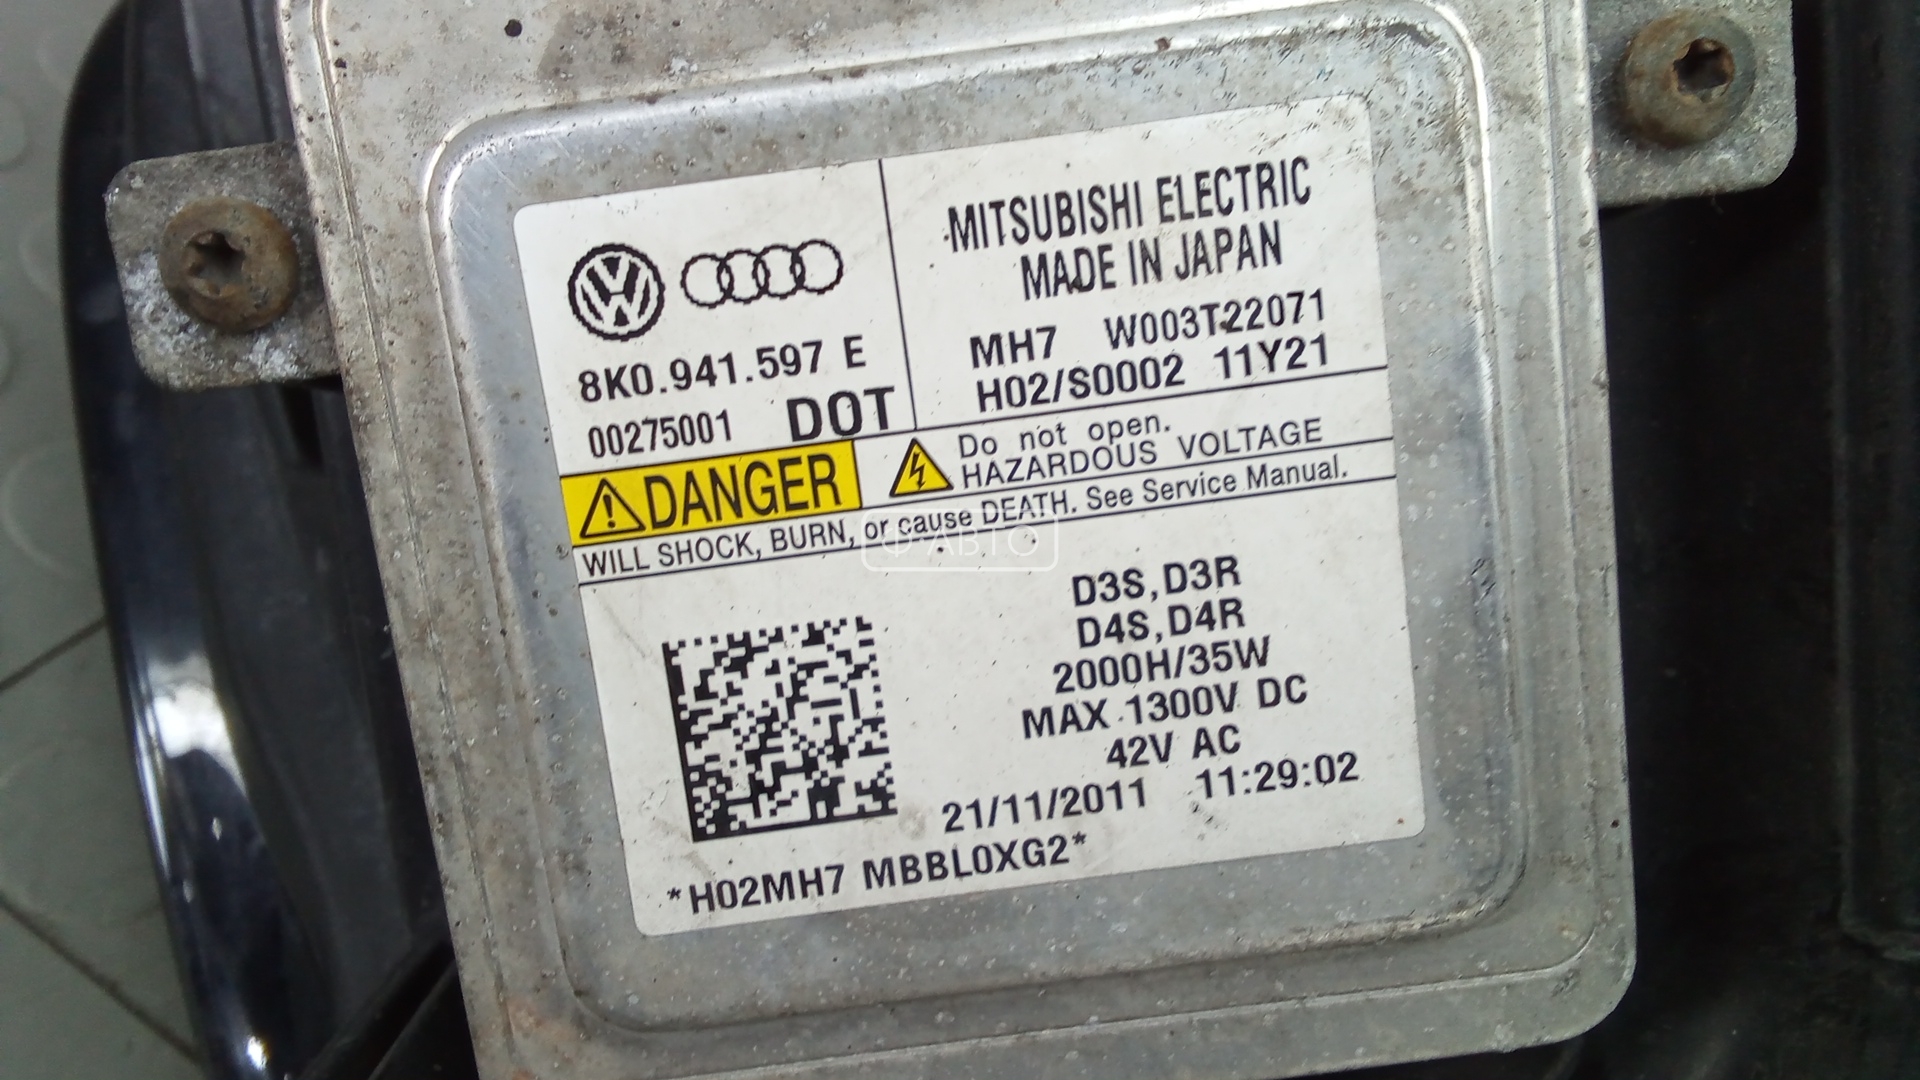 8K0.941.597 E
00275001 DOT
MITSUBISHI ELECTRIC
MADE IN JAPAN
MH7 W003T22071
H02/S0002 11Y21
DANGER
Do not open.
HAZARDOUS VOLTAGE
WILL SHOCK, BURN, or cause DEATH. See Service Manual.
Ф-АВТО
D3S,D3R
D4S,D4R
2000H/35W
MAX 1300V DC
42V AC
21/11/2011 11:29:02
*H02MH7 MBBL0XG2*